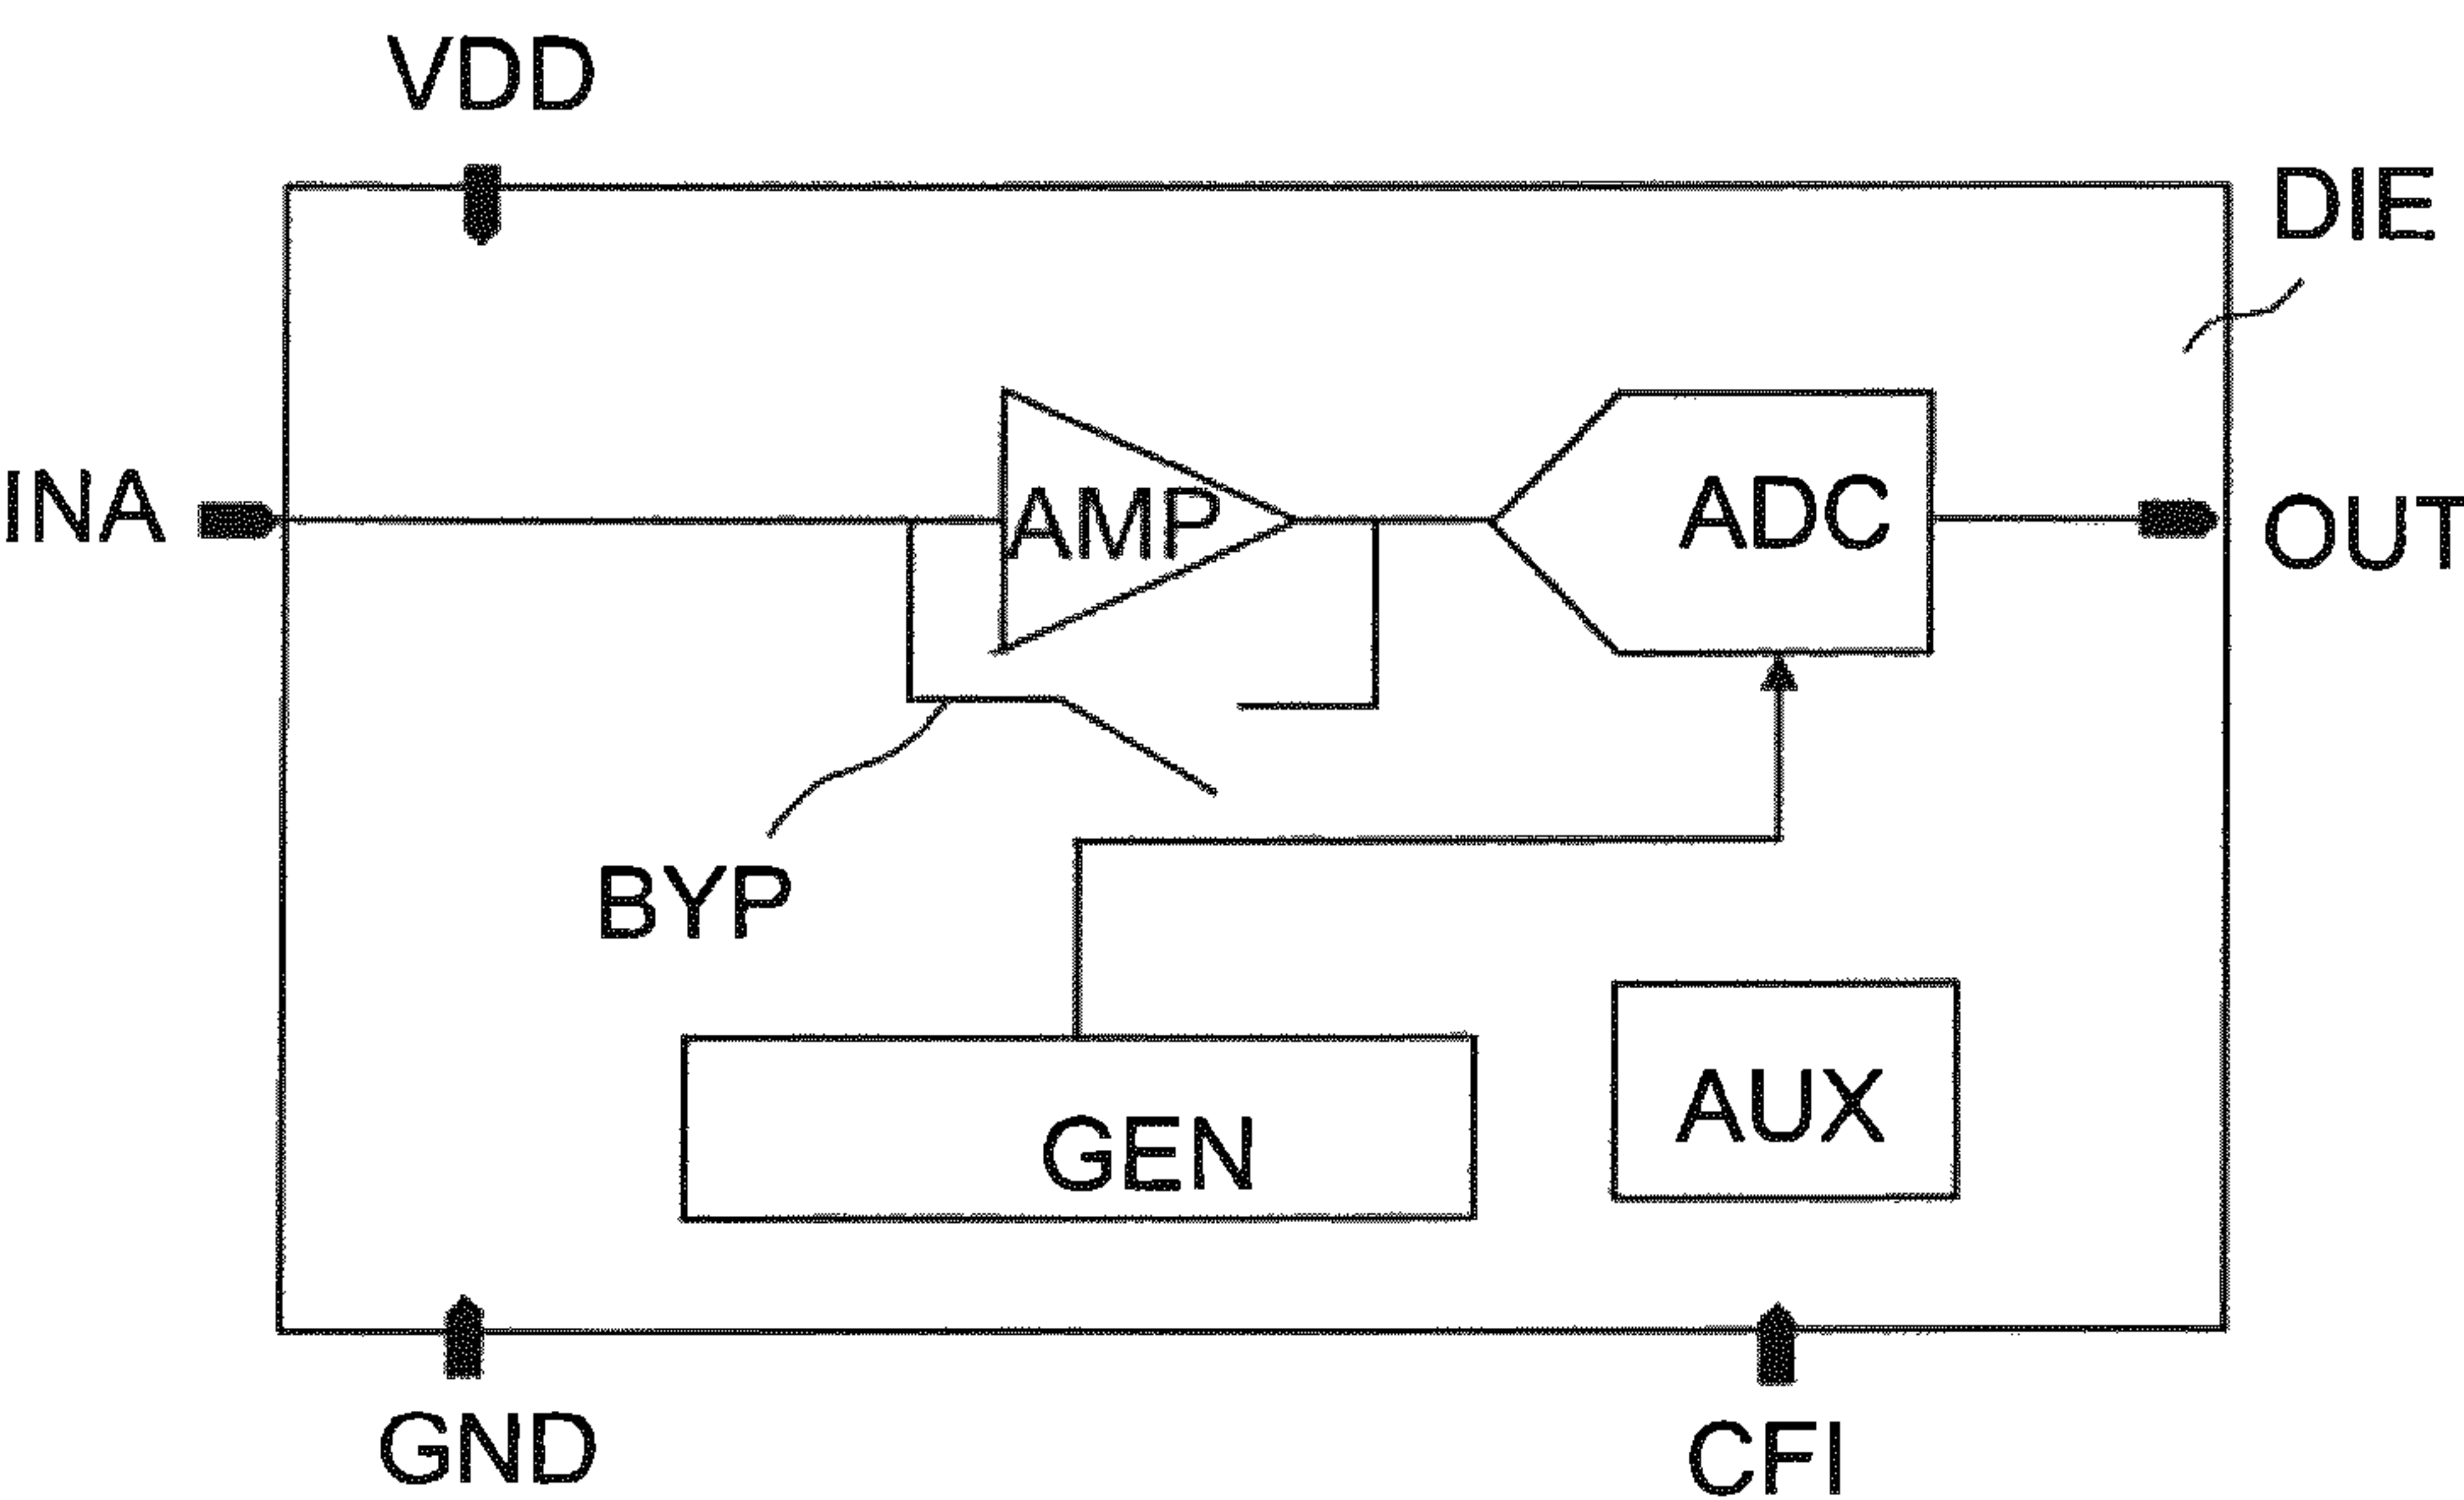 VDD
DIE
INA
AMP
ADC
OUT
BYP
GEN
AUX
GND
CFI